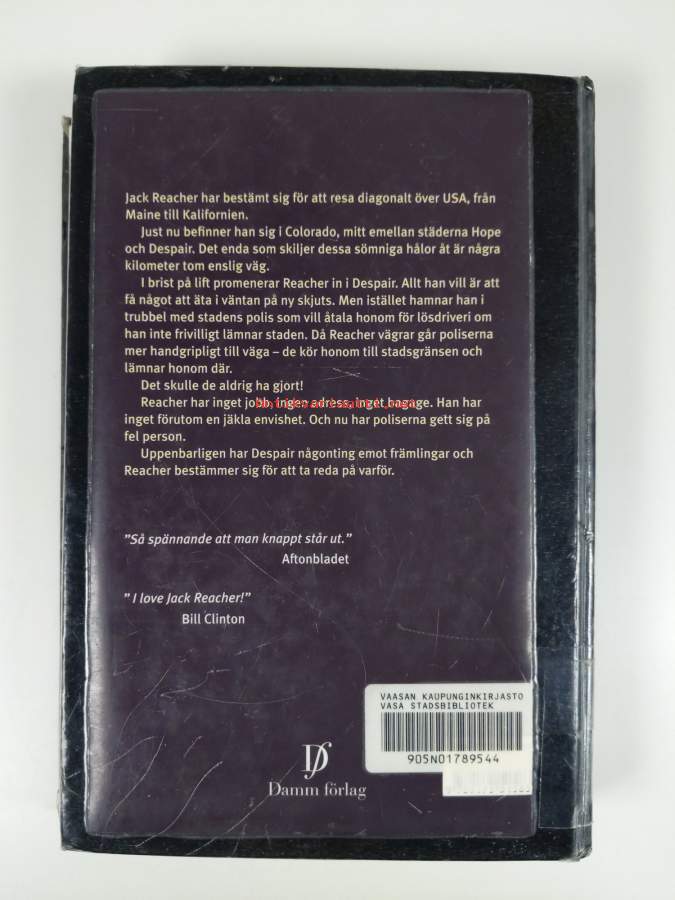 Jack Reacher har bestämt sig för att resa diagonalt över USA, från
Maine till Kalifornien.
Just nu befinner han sig i Colorado, mitt emellan städerna Hope
och Despair. Det enda som skiljer dessa sömniga hålor åt är några
kilometer tom enslig väg.
I brist på lift promenerar Reacher in i Despair. Allt han vill är att
få något att äta i väntan på ny skjuts. Men istället hamnar han i
trubbel med stadens polis som vill åtala honom för lösdriveri om
han inte frivilligt lämnar staden. Då Reacher vägrar går poliserna
mer handgripligt till väga – de kör honom till stadsgränsen och
lämnar honom där.
Det skulle de aldrig ha gjort!
Reacher har inget jobb, ingen adress, inget bagage. Han har
inget förutom en jäkla envishet. Och nu har poliserna gett sig på
fel person.
Uppenbarligen har Despair någonting emot främlingar och
Reacher bestämmer sig för att ta reda på varför.
"Så spännande att man knappt står ut."
Aftonbladet
" I love Jack Reacher!"
Bill Clinton
VAASAN KAUPUNGINKIRJASTO
VASA STADSBIBLIOTEK
905N01789544
Df
Damm förlag